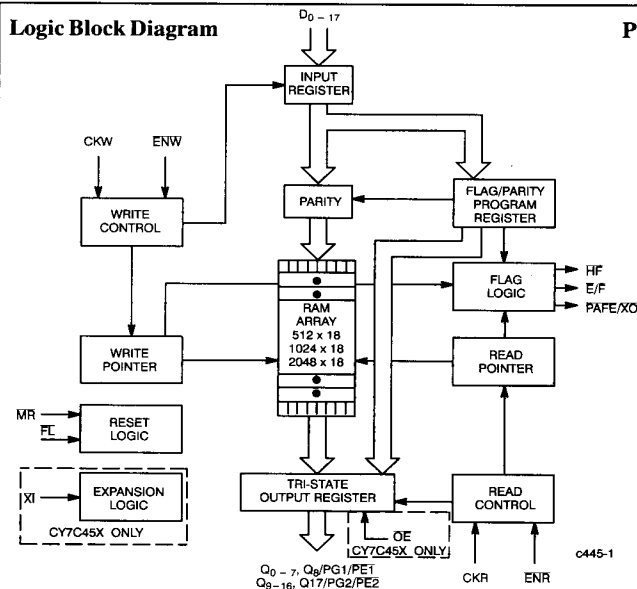 Logic Block Diagram
P
D0 – 17
INPUT
REGISTER
CKW
ENW
WRITE
CONTROL
PARITY
FLAG/PARITY
PROGRAM
REGISTER
FLAG
LOGIC
HF
E/F
PAFE/XO
RAM
ARRAY
512 x 18
1024 x 18
2048 x 18
WRITE
POINTER
READ
POINTER
MR
FL
RESET
LOGIC
XI
EXPANSION
LOGIC
CY7C45X ONLY
TRI-STATE
OUTPUT REGISTER
READ
CONTROL
OE
CY7C45X ONLY
Q0 – 7, Q8/PG1/PE1
Q9–16, Q17/PG2/PE2
CKR
ENR
c445-1